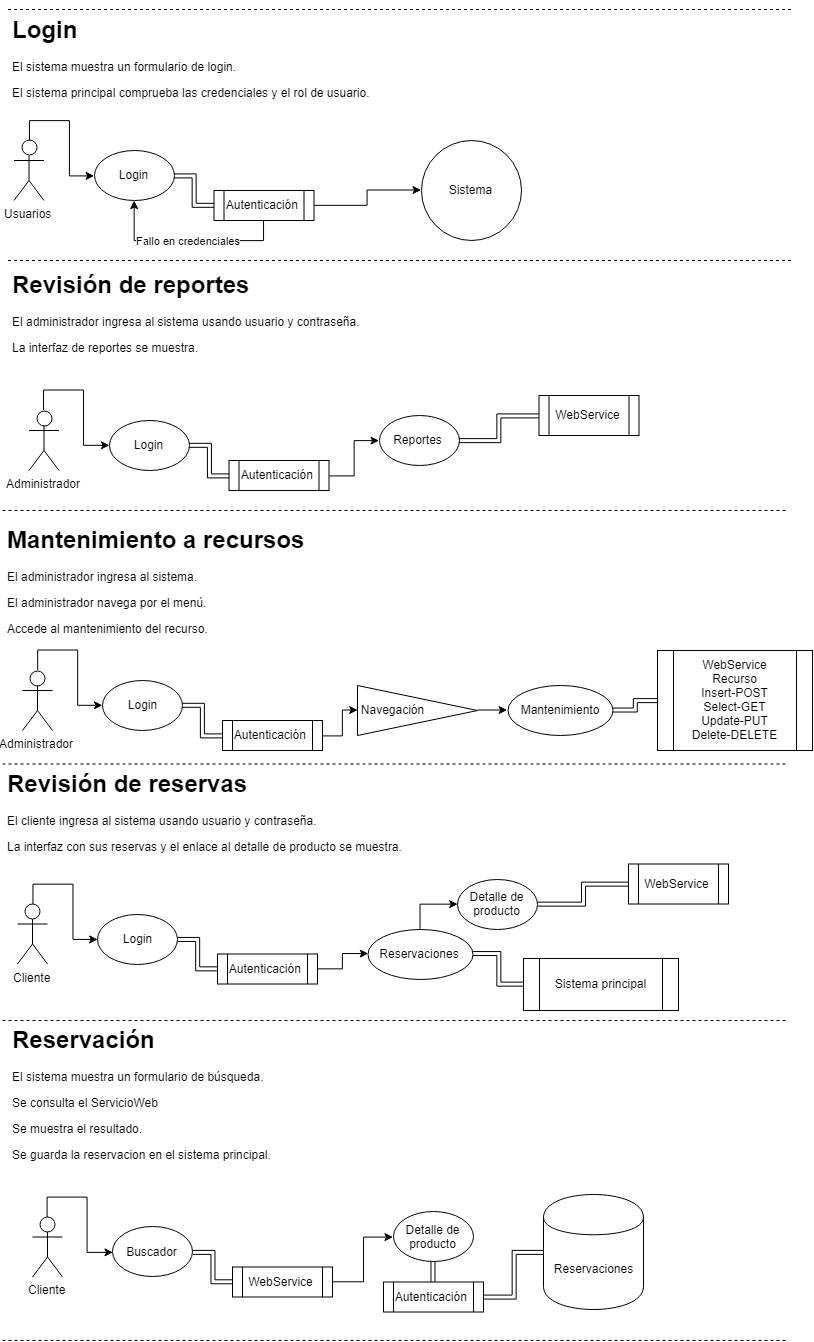 Login
El sistema muestra un formulario de login.
El sistema principal comprueba las credenciales y el rol de usuario.
Login
Usuarios
Autenticación
Sistema
Fallo en credenciales
Revisión de reportes
El administrador ingresa al sistema usando usuario y contraseña.
La interfaz de reportes se muestra.
Administrador
Login
Autenticación
Reportes
WebService
Mantenimiento a recursos
El administrador ingresa al sistema.
El administrador navega por el menú.
Accede al mantenimiento del recurso.
Administrador
Login
Autenticación
Navegación
Mantenimiento
WebService
Recurso
Insert-POST
Select-GET
Update-PUT
Delete-DELETE
Revisión de reservas
El cliente ingresa al sistema usando usuario y contraseña.
La interfaz con sus reservas y el enlace al detalle de producto se muestra.
Cliente
Login
Autenticación
Reservaciones
Detalle de
producto
WebService
Sistema principal
Reservación
El sistema muestra un formulario de búsqueda.
Se consulta el ServicioWeb
Se muestra el resultado.
Se guarda la reservacion en el sistema principal.
Cliente
Buscador
WebService
Detalle de
producto
Autenticación
Reservaciones